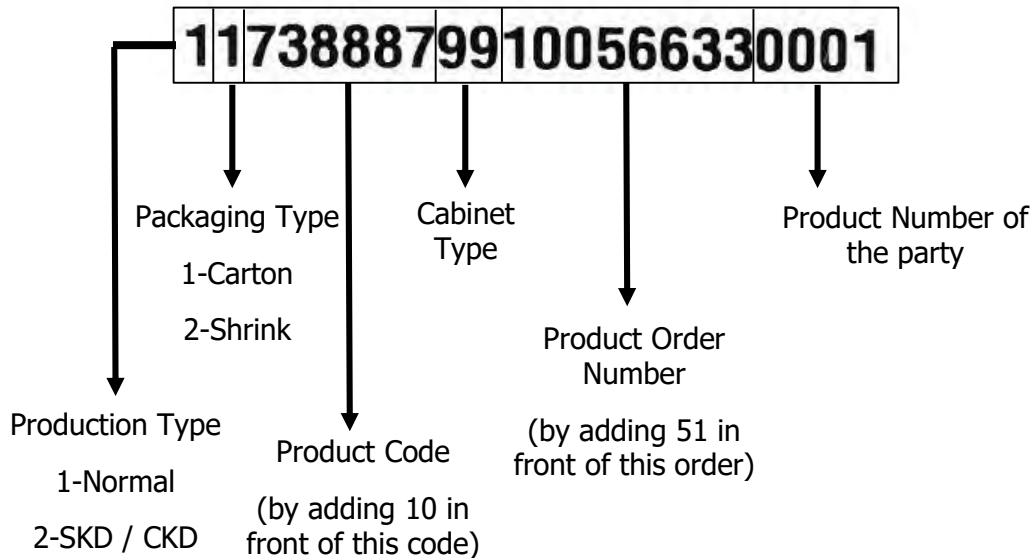 1173888799100566330001
Packaging Type
1-Carton
2-Shrink
Cabinet
Type
Product Number of
the party
Product Order
Number
(by adding 51 in
front of this order)
Production Type
1-Normal
2-SKD / CKD
Product Code
(by adding 10 in
front of this code)